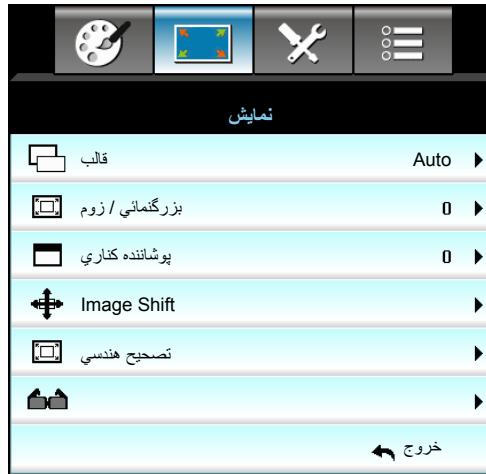 نمایش
قالب Auto
بزرگنمائي / زوم 0
پوشاننده كناري 0
Image Shift
تصحيح هندسي
خروج